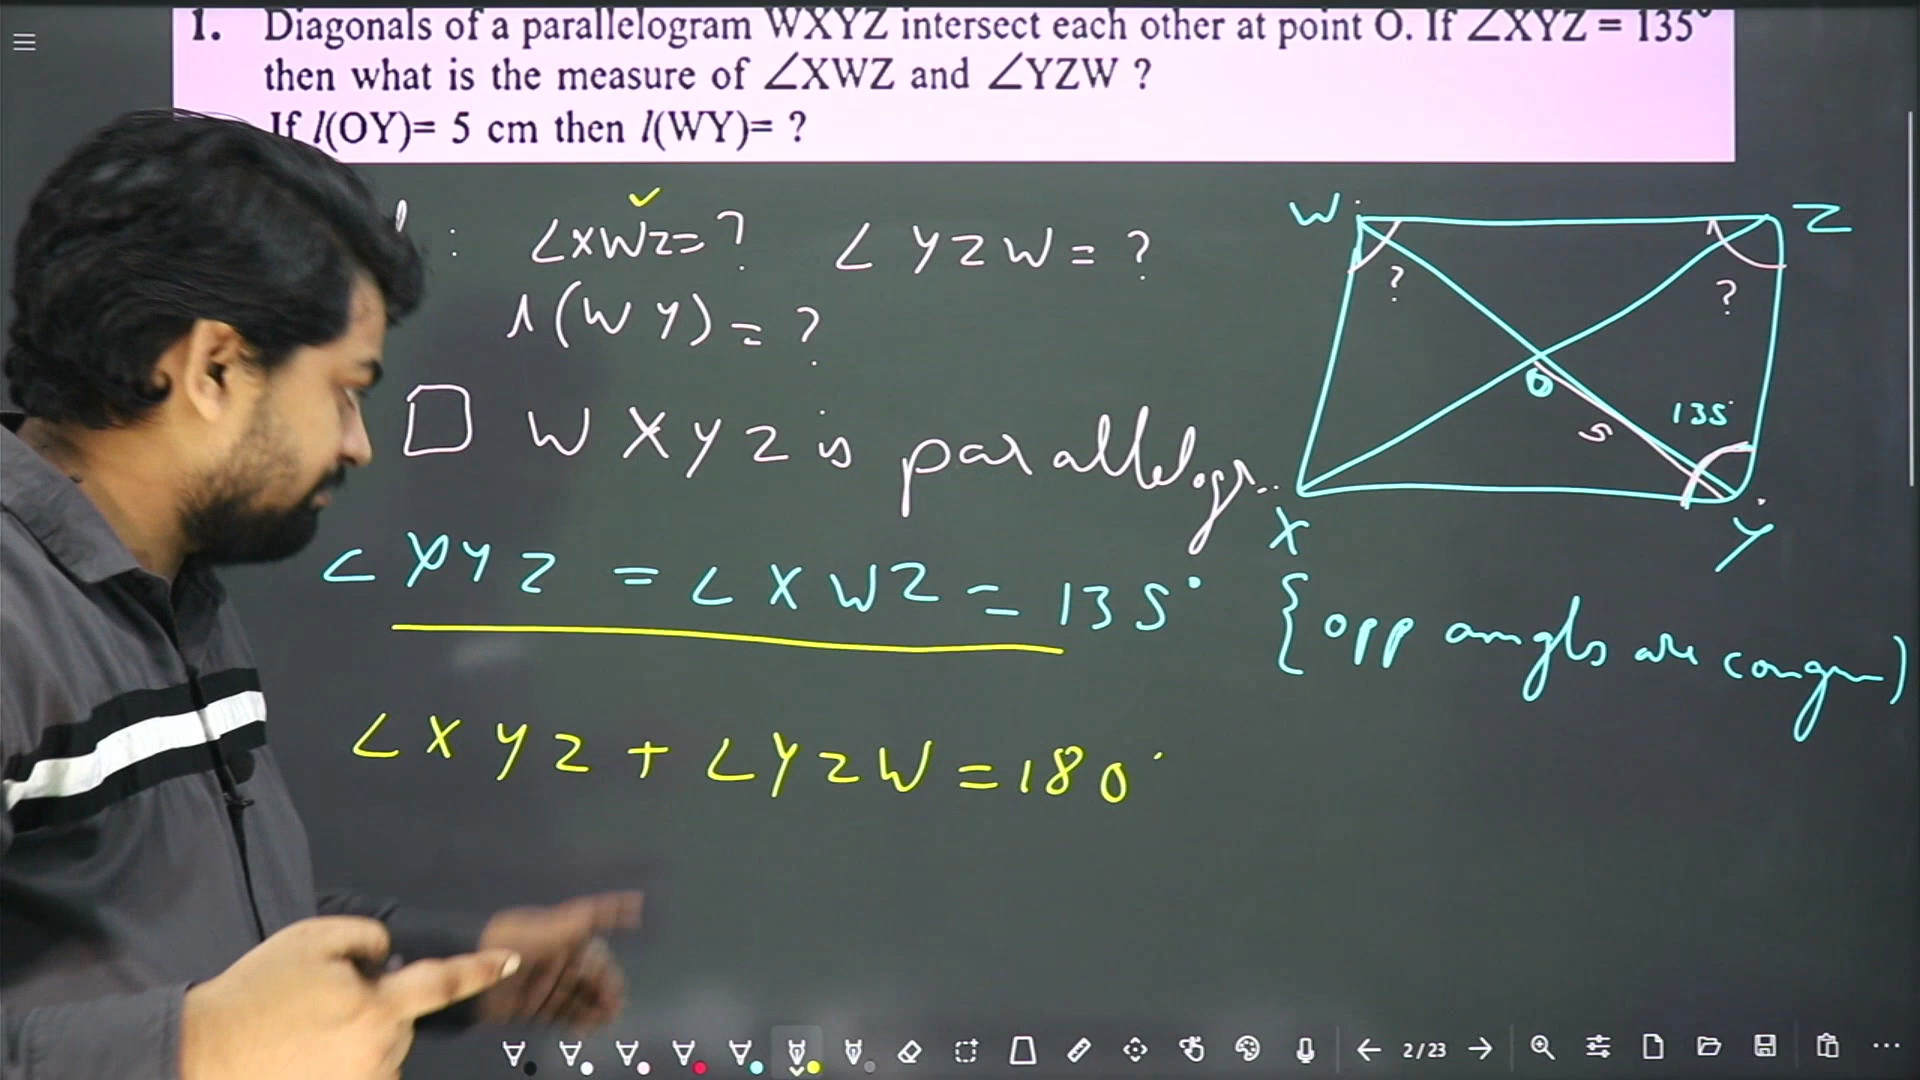 1. Diagonals of a parallelogram WXYZ intersect each other at point O. If ∠XYZ = 135°
then what is the measure of ∠XWZ and ∠YZW ?
If l(OY)= 5 cm then l(WY)= ?
: ∠XWZ=? ∠YZW=?
l(WY)=?
□ WXYZ is parallelogr..
∠XYZ = ∠XWZ = 135° {opp angles are
∠XYZ + ∠YZW = 180°
W Z
? ?
O
5 135°
X Y
2/23